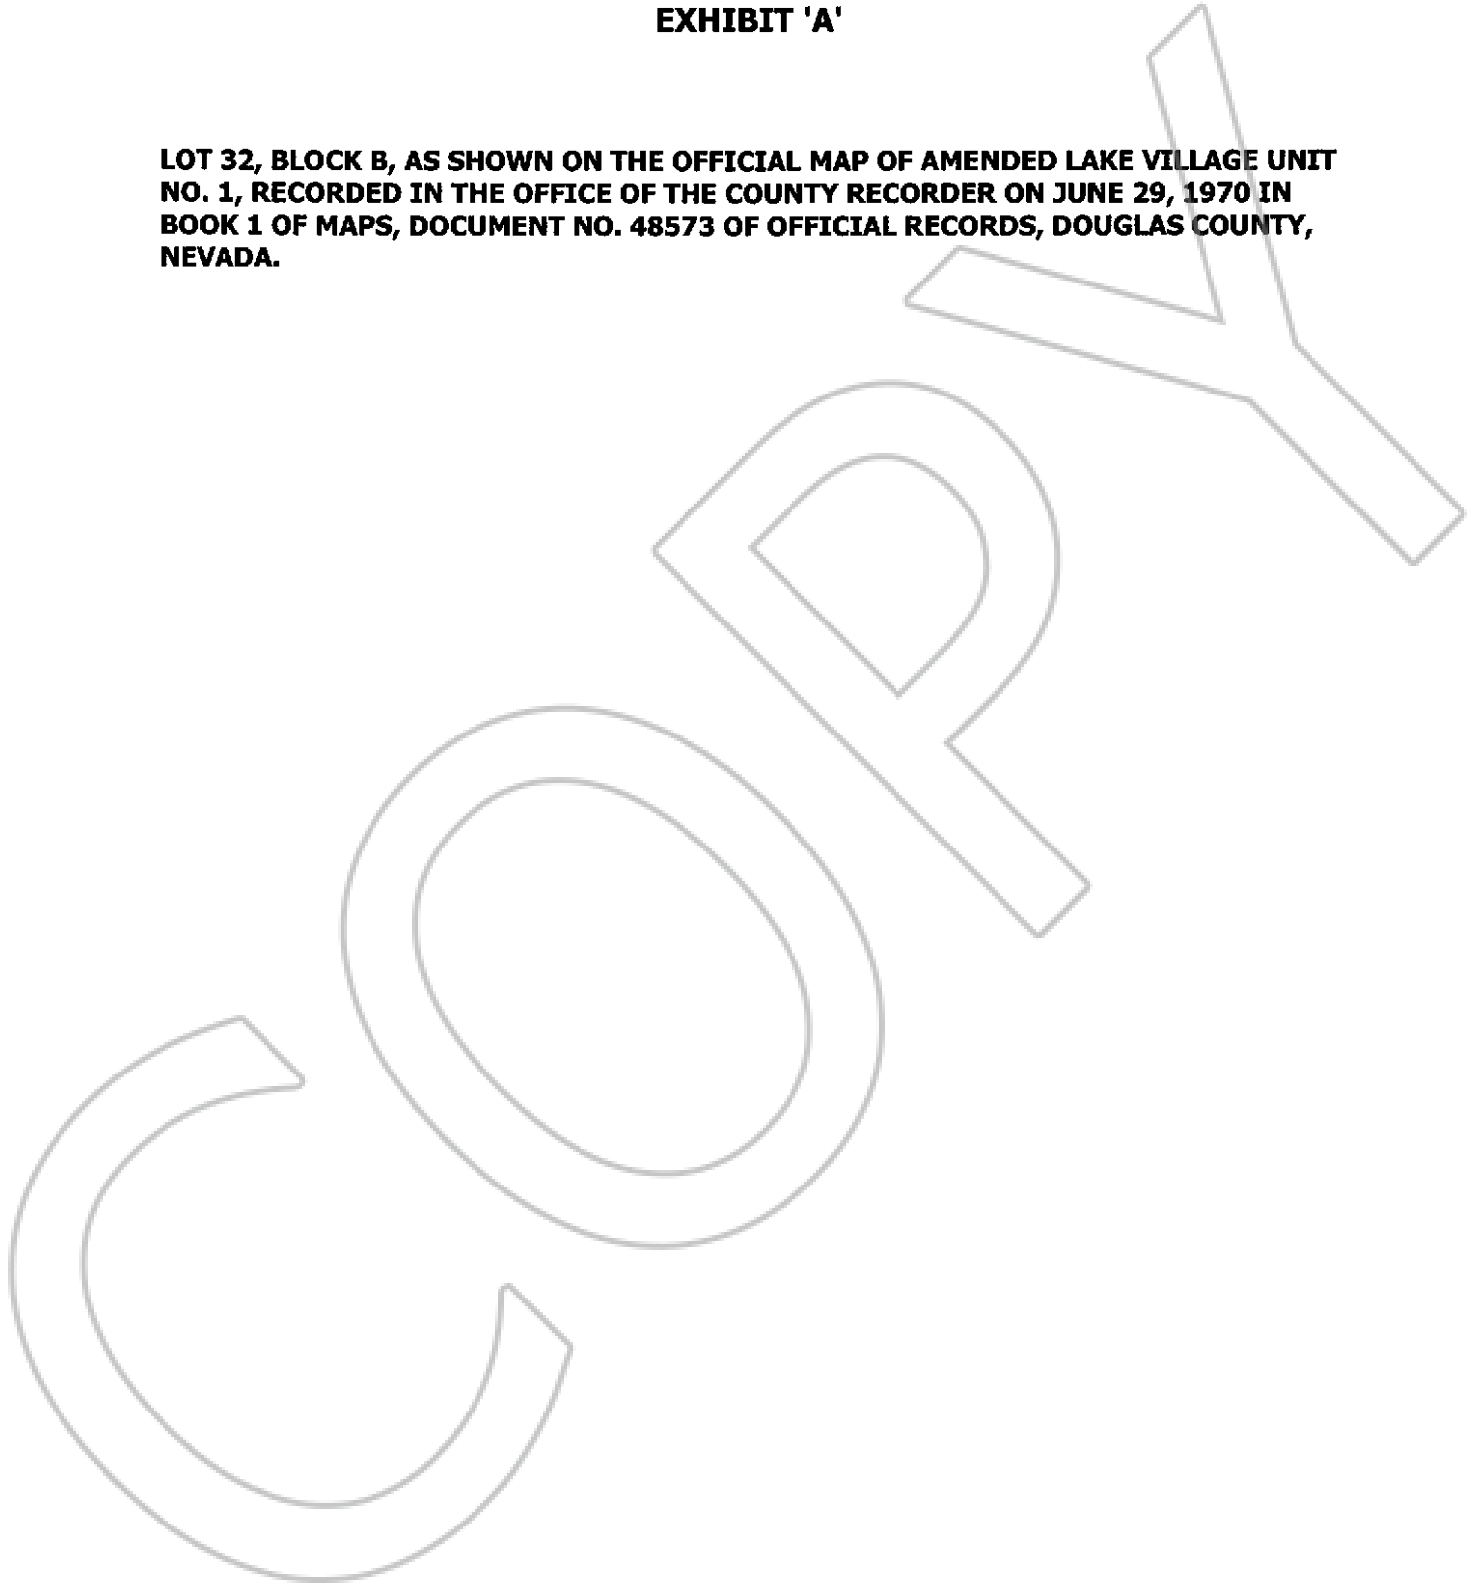 EXHIBIT 'A'
LOT 32, BLOCK B, AS SHOWN ON THE OFFICIAL MAP OF AMENDED LAKE VILLAGE UNIT
NO. 1, RECORDED IN THE OFFICE OF THE COUNTY RECORDER ON JUNE 29, 1970 IN
BOOK 1 OF MAPS, DOCUMENT NO. 48573 OF OFFICIAL RECORDS, DOUGLAS COUNTY,
NEVADA.
COPY